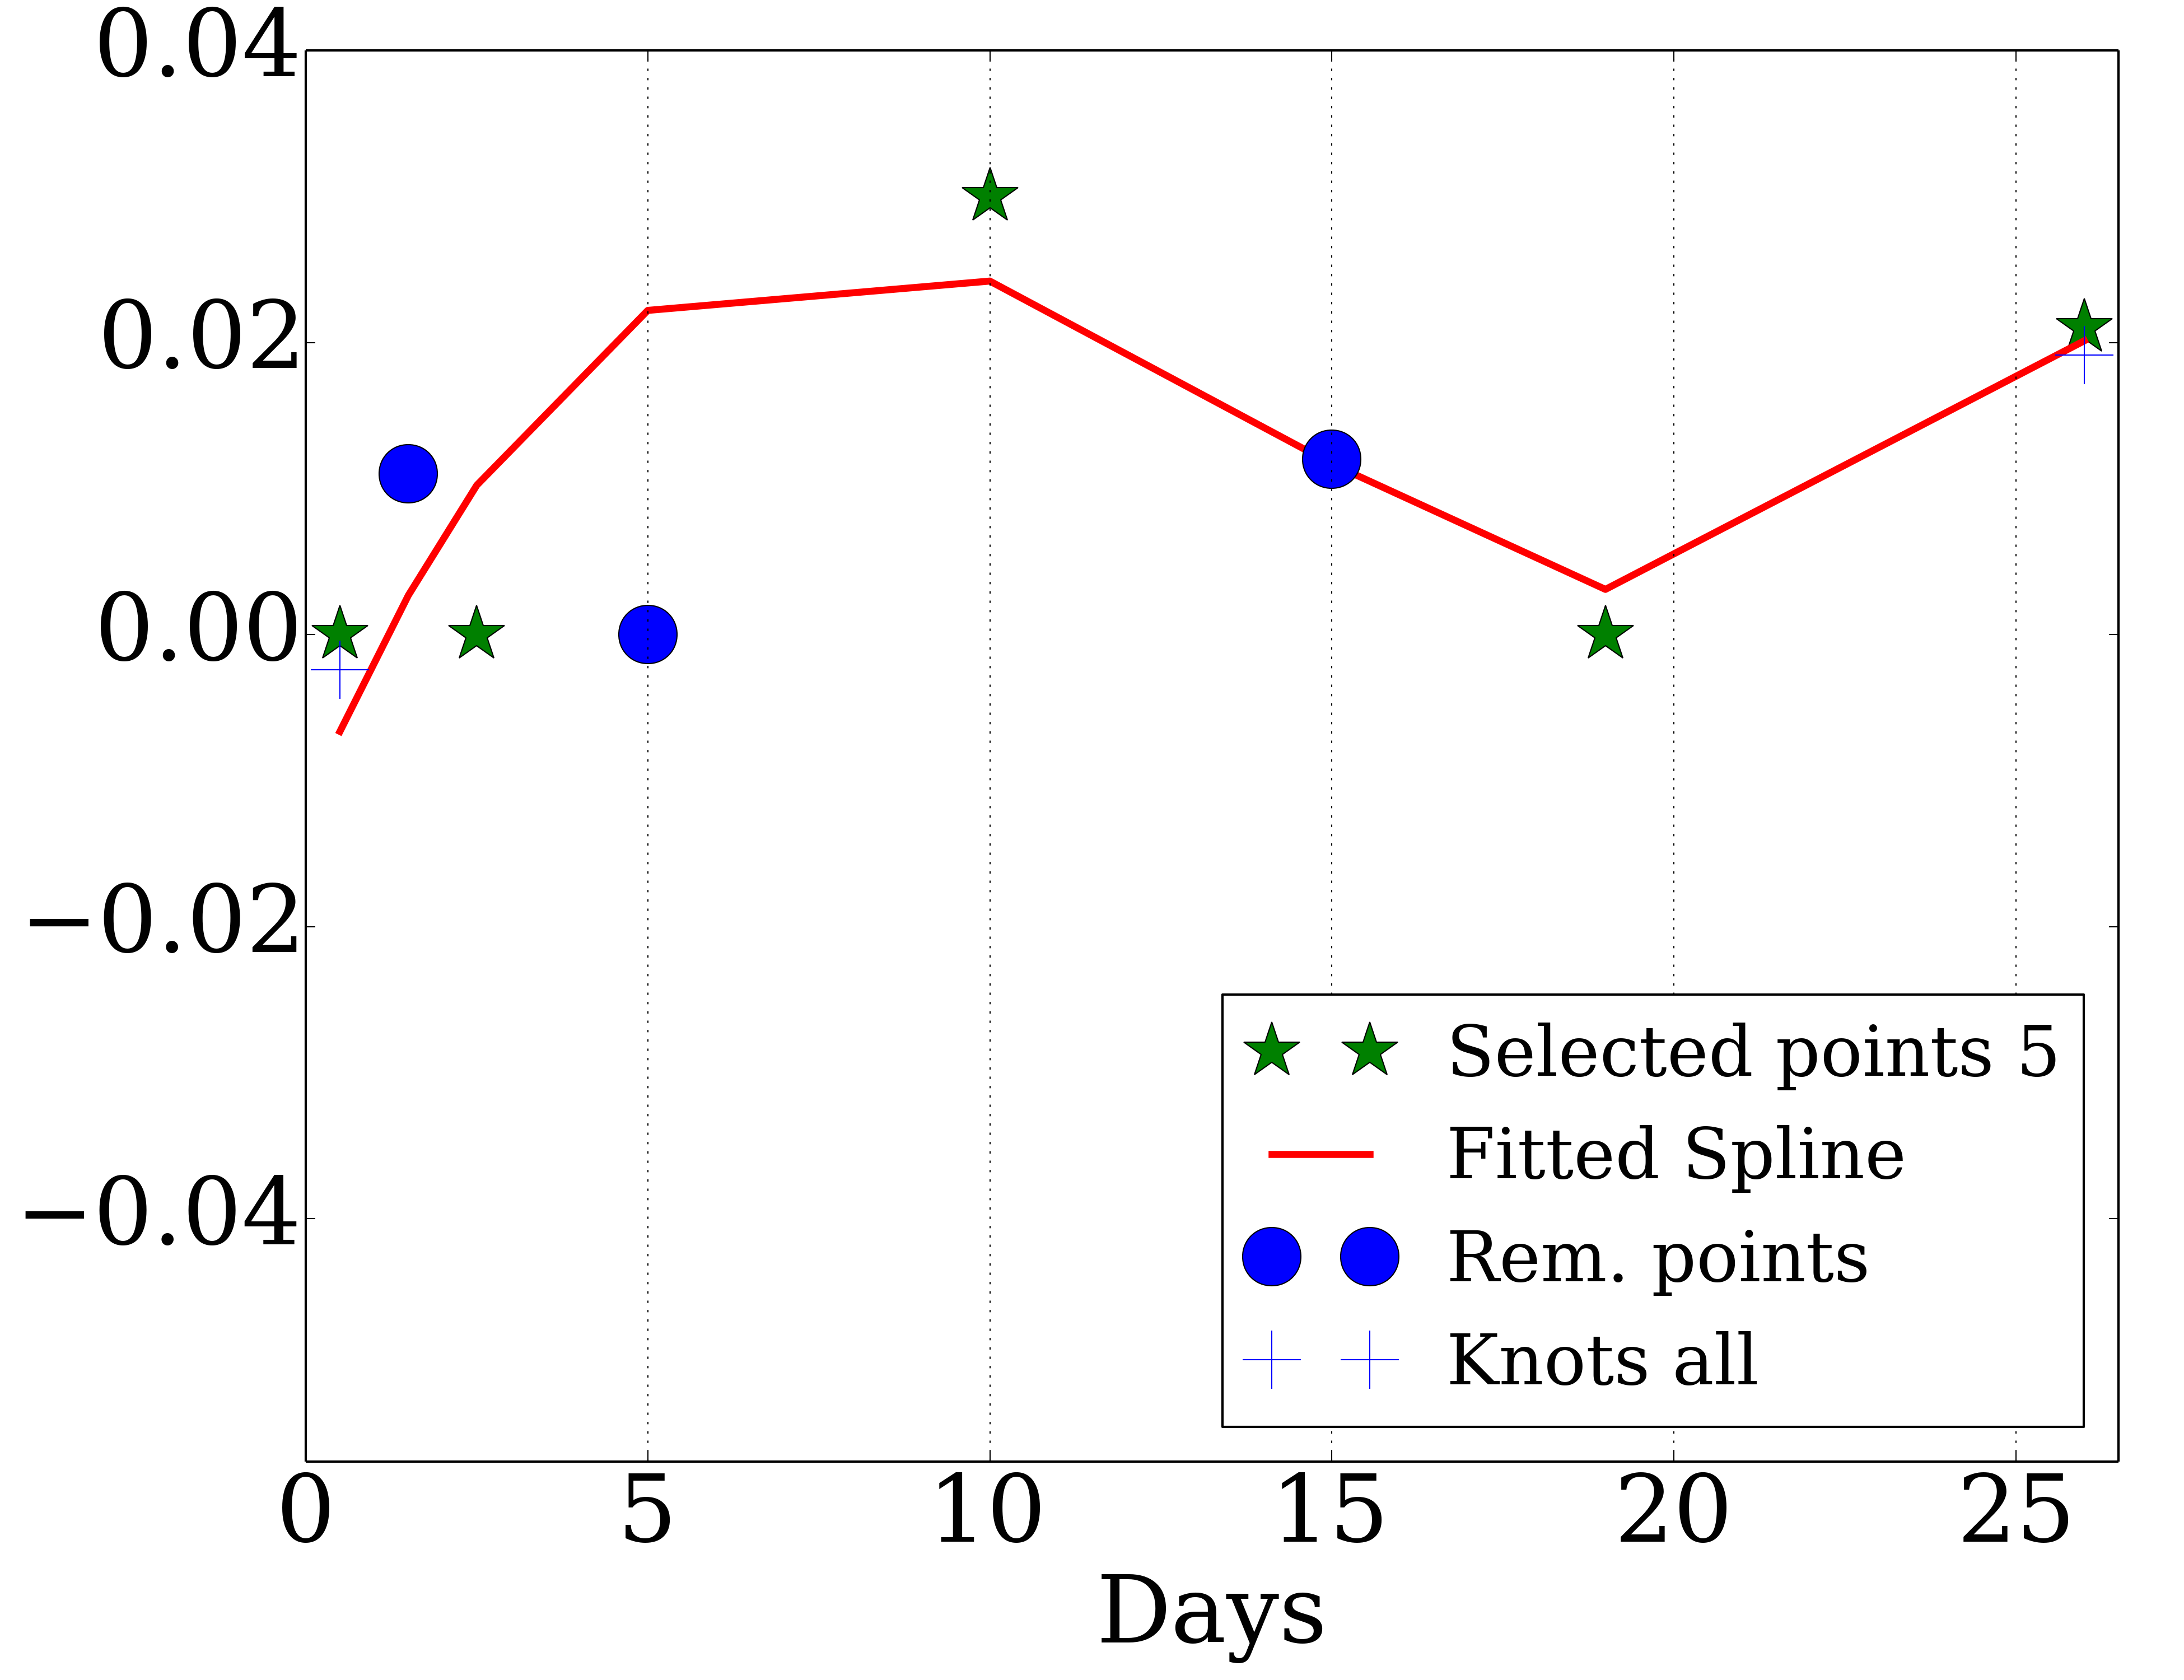 0.04
0.02
0.00
−0.02
−0.04
Selected points 5
Fitted Spline
Rem. points
Knots all
0 5 10 15 20 25
Days